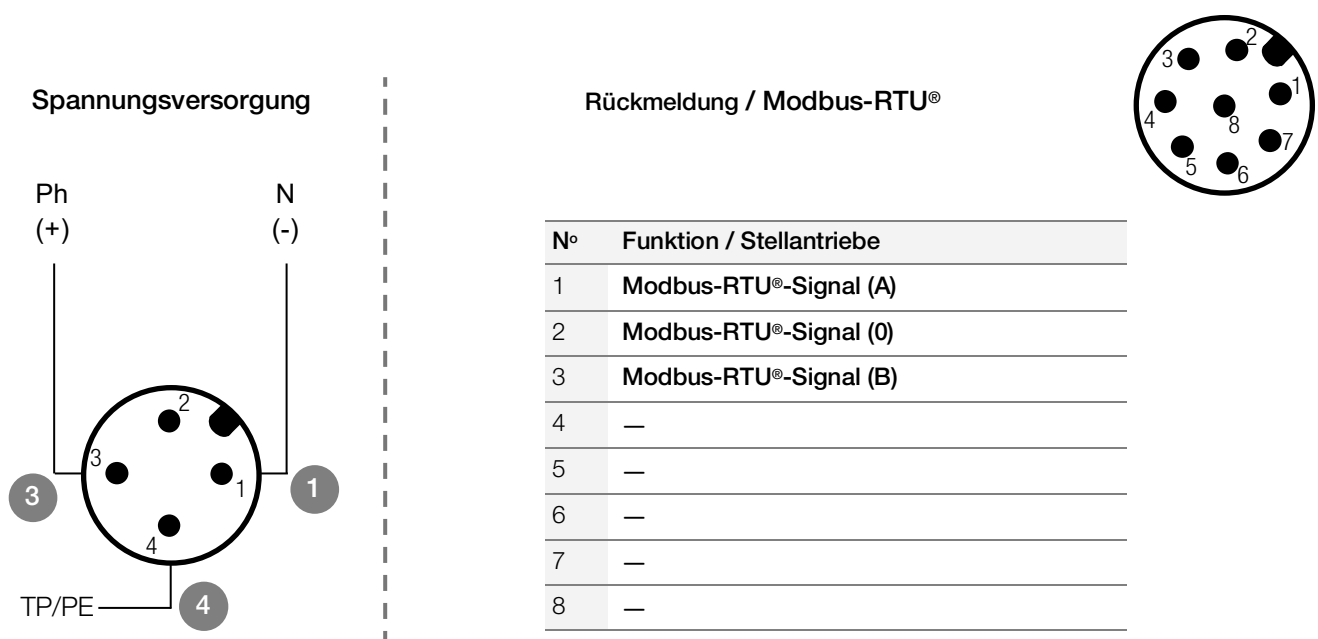 Spannungsversorgung
Ph
(+)
N
(-)
2
3
1
4
3
1
TP/PE
4
Rückmeldung / Modbus-RTU®
2
3
1
4
8
7
5
6
Nº Funktion / Stellantriebe
1 Modbus-RTU®-Signal (A)
2 Modbus-RTU®-Signal (0)
3 Modbus-RTU®-Signal (B)
4 —
5 —
6 —
7 —
8 —